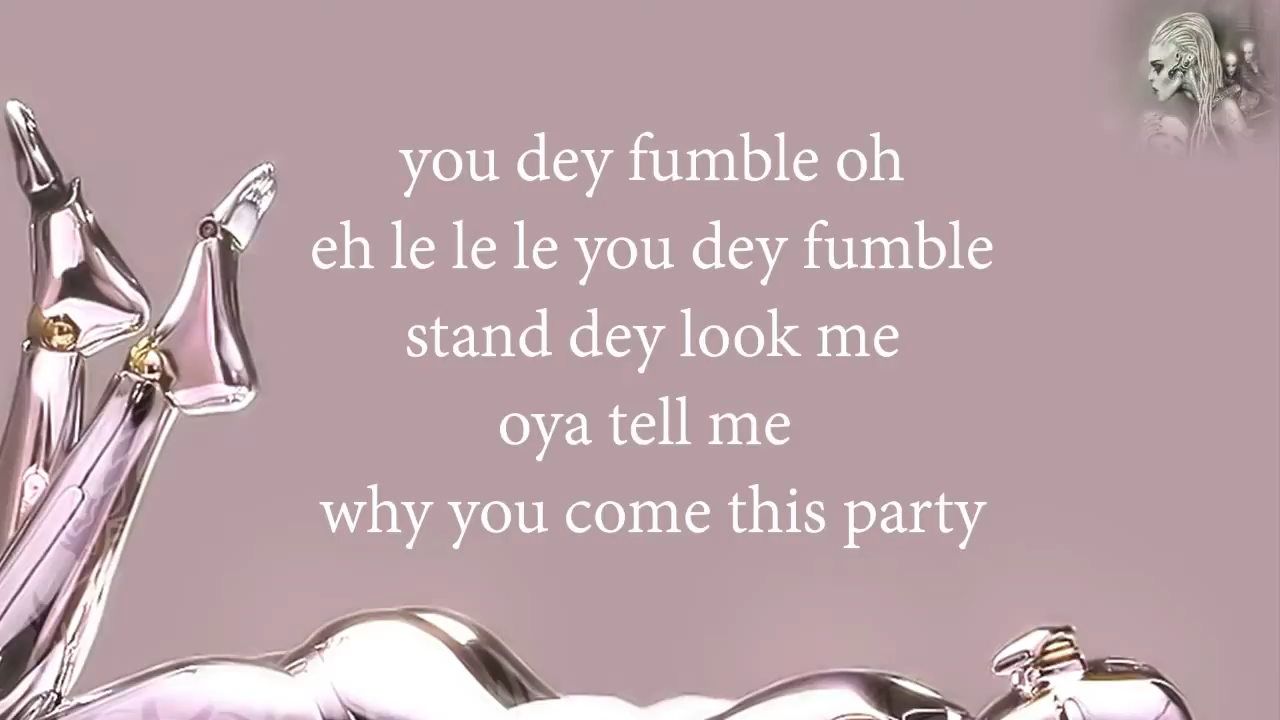 you dey fumble oh
eh le le le you dey fumble
stand dey look me
oya tell me
why you come this party